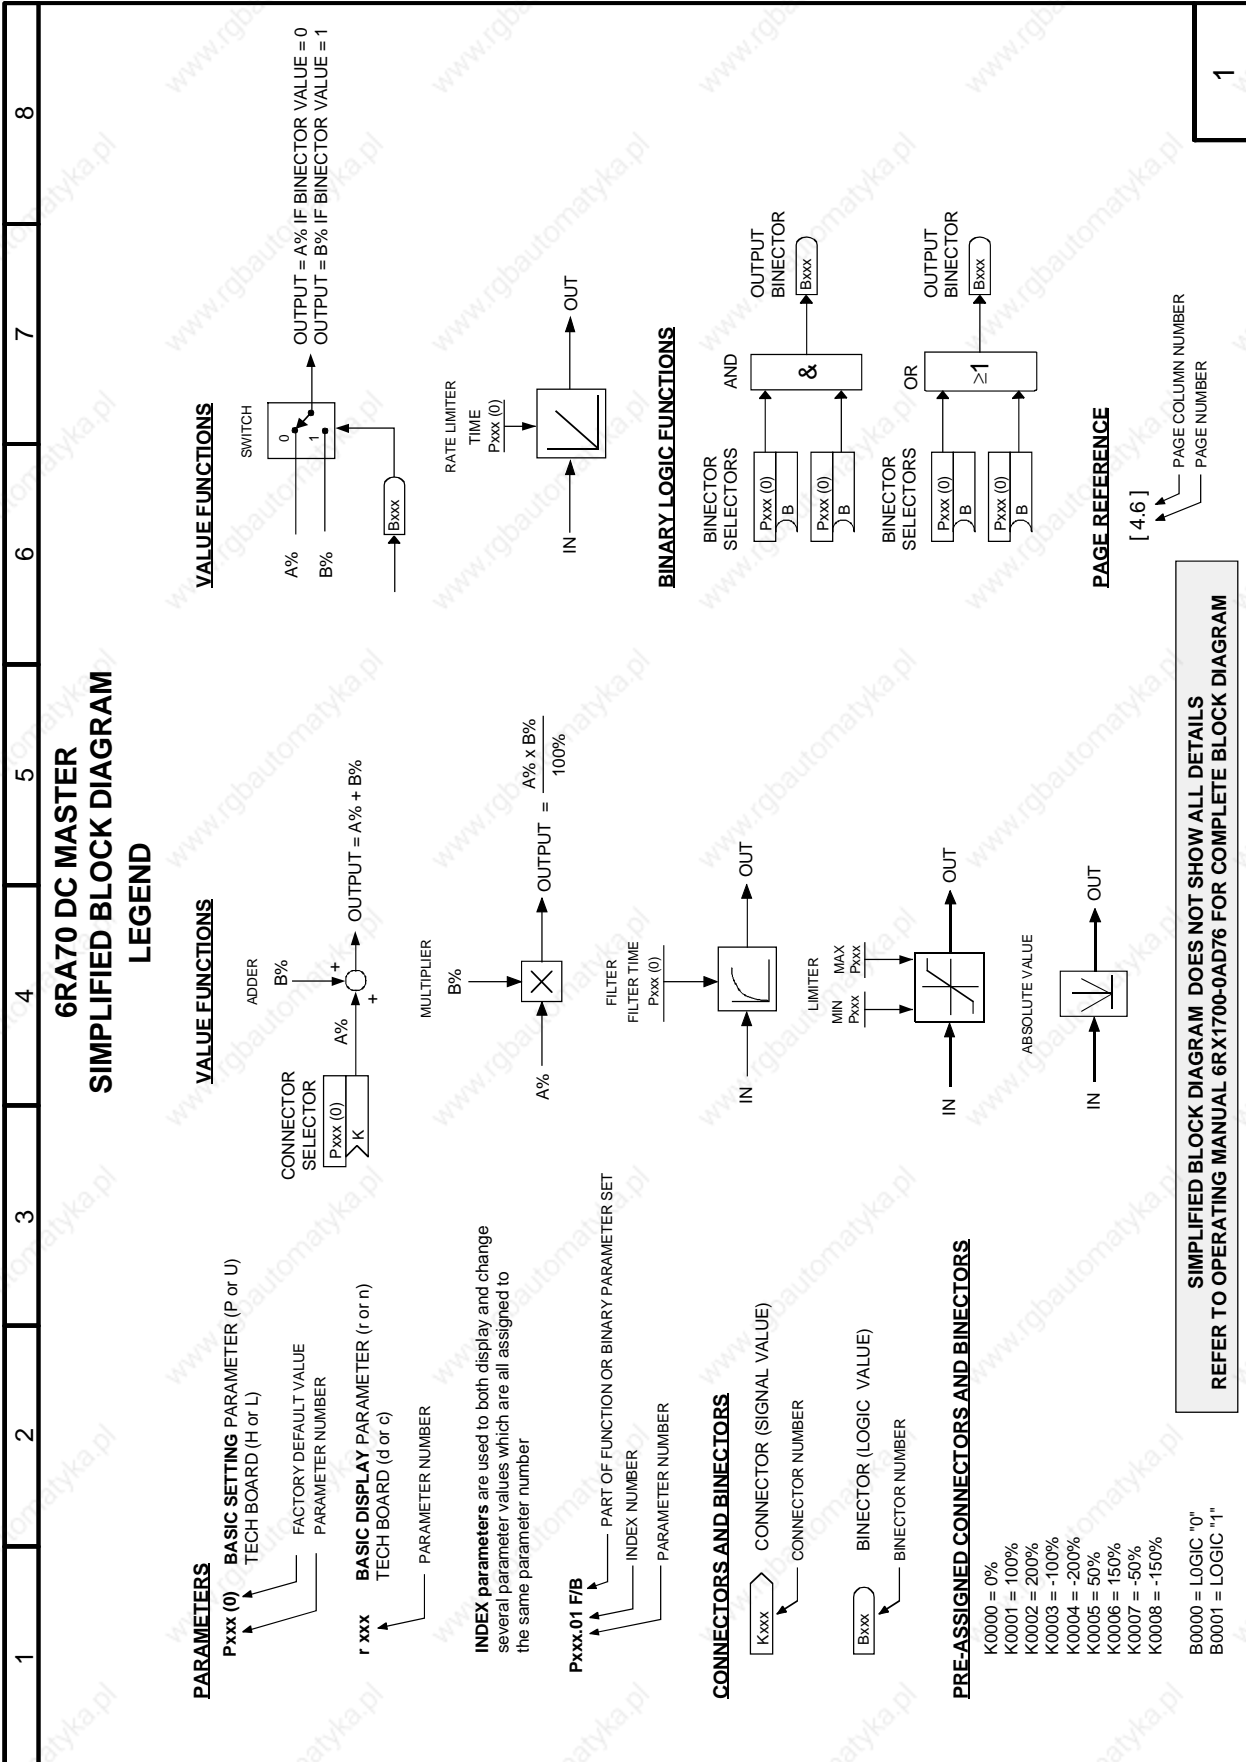 1
2
3
4
5
6
7
8
6RA70 DC MASTER
SIMPLIFIED BLOCK DIAGRAM
LEGEND
PARAMETERS
Pxxx (0)
BASIC SETTING PARAMETER (P or U)
TECH BOARD (H or L)
FACTORY DEFAULT VALUE
PARAMETER NUMBER
r xxx
BASIC DISPLAY PARAMETER (r or n)
TECH BOARD (d or c)
PARAMETER NUMBER
INDEX parameters are used to both display and change
several parameter values which are all assigned to
the same parameter number
Pxxx.01 F/B
PART OF FUNCTION OR BINARY PARAMETER SET
INDEX NUMBER
PARAMETER NUMBER
CONNECTORS AND BINECTORS
Kxxx
CONNECTOR (SIGNAL VALUE)
CONNECTOR NUMBER
Bxxx
BINECTOR (LOGIC VALUE)
BINECTOR NUMBER
PRE-ASSIGNED CONNECTORS AND BINECTORS
K0000 = 0%
K0001 = 100%
K0002 = 200%
K0003 = -100%
K0004 = -200%
K0005 = 50%
K0006 = 150%
K0007 = -50%
K0008 = -150%
B0000 = LOGIC "0"
B0001 = LOGIC "1"
VALUE FUNCTIONS
ADDER
B%
CONNECTOR
SELECTOR
Pxxx (0)
K
A%
+
+
OUTPUT = A% + B%
MULTIPLIER
B%
A%
X
OUTPUT = A% x B%
100%
FILTER
FILTER TIME
Pxxx (0)
IN
OUT
LIMITER
MIN
Pxxx
MAX
Pxxx
IN
OUT
ABSOLUTE VALUE
IN
OUT
VALUE FUNCTIONS
SWITCH
A%
B%
0
1
Bxxx
OUTPUT = A% IF BINECTOR VALUE = 0
OUTPUT = B% IF BINECTOR VALUE = 1
RATE LIMITER
TIME
Pxxx (0)
IN
OUT
BINARY LOGIC FUNCTIONS
BINECTOR
SELECTORS
AND
OUTPUT
BINECTOR
Pxxx (0)
B
Pxxx (0)
B
&
Bxxx
BINECTOR
SELECTORS
OR
OUTPUT
BINECTOR
Pxxx (0)
B
Pxxx (0)
B
≥1
Bxxx
PAGE REFERENCE
[ 4.6 ]
PAGE COLUMN NUMBER
PAGE NUMBER
SIMPLIFIED BLOCK DIAGRAM DOES NOT SHOW ALL DETAILS
REFER TO OPERATING MANUAL 6RX1700-0AD76 FOR COMPLETE BLOCK DIAGRAM
1
www.rgbautomatyka.pl